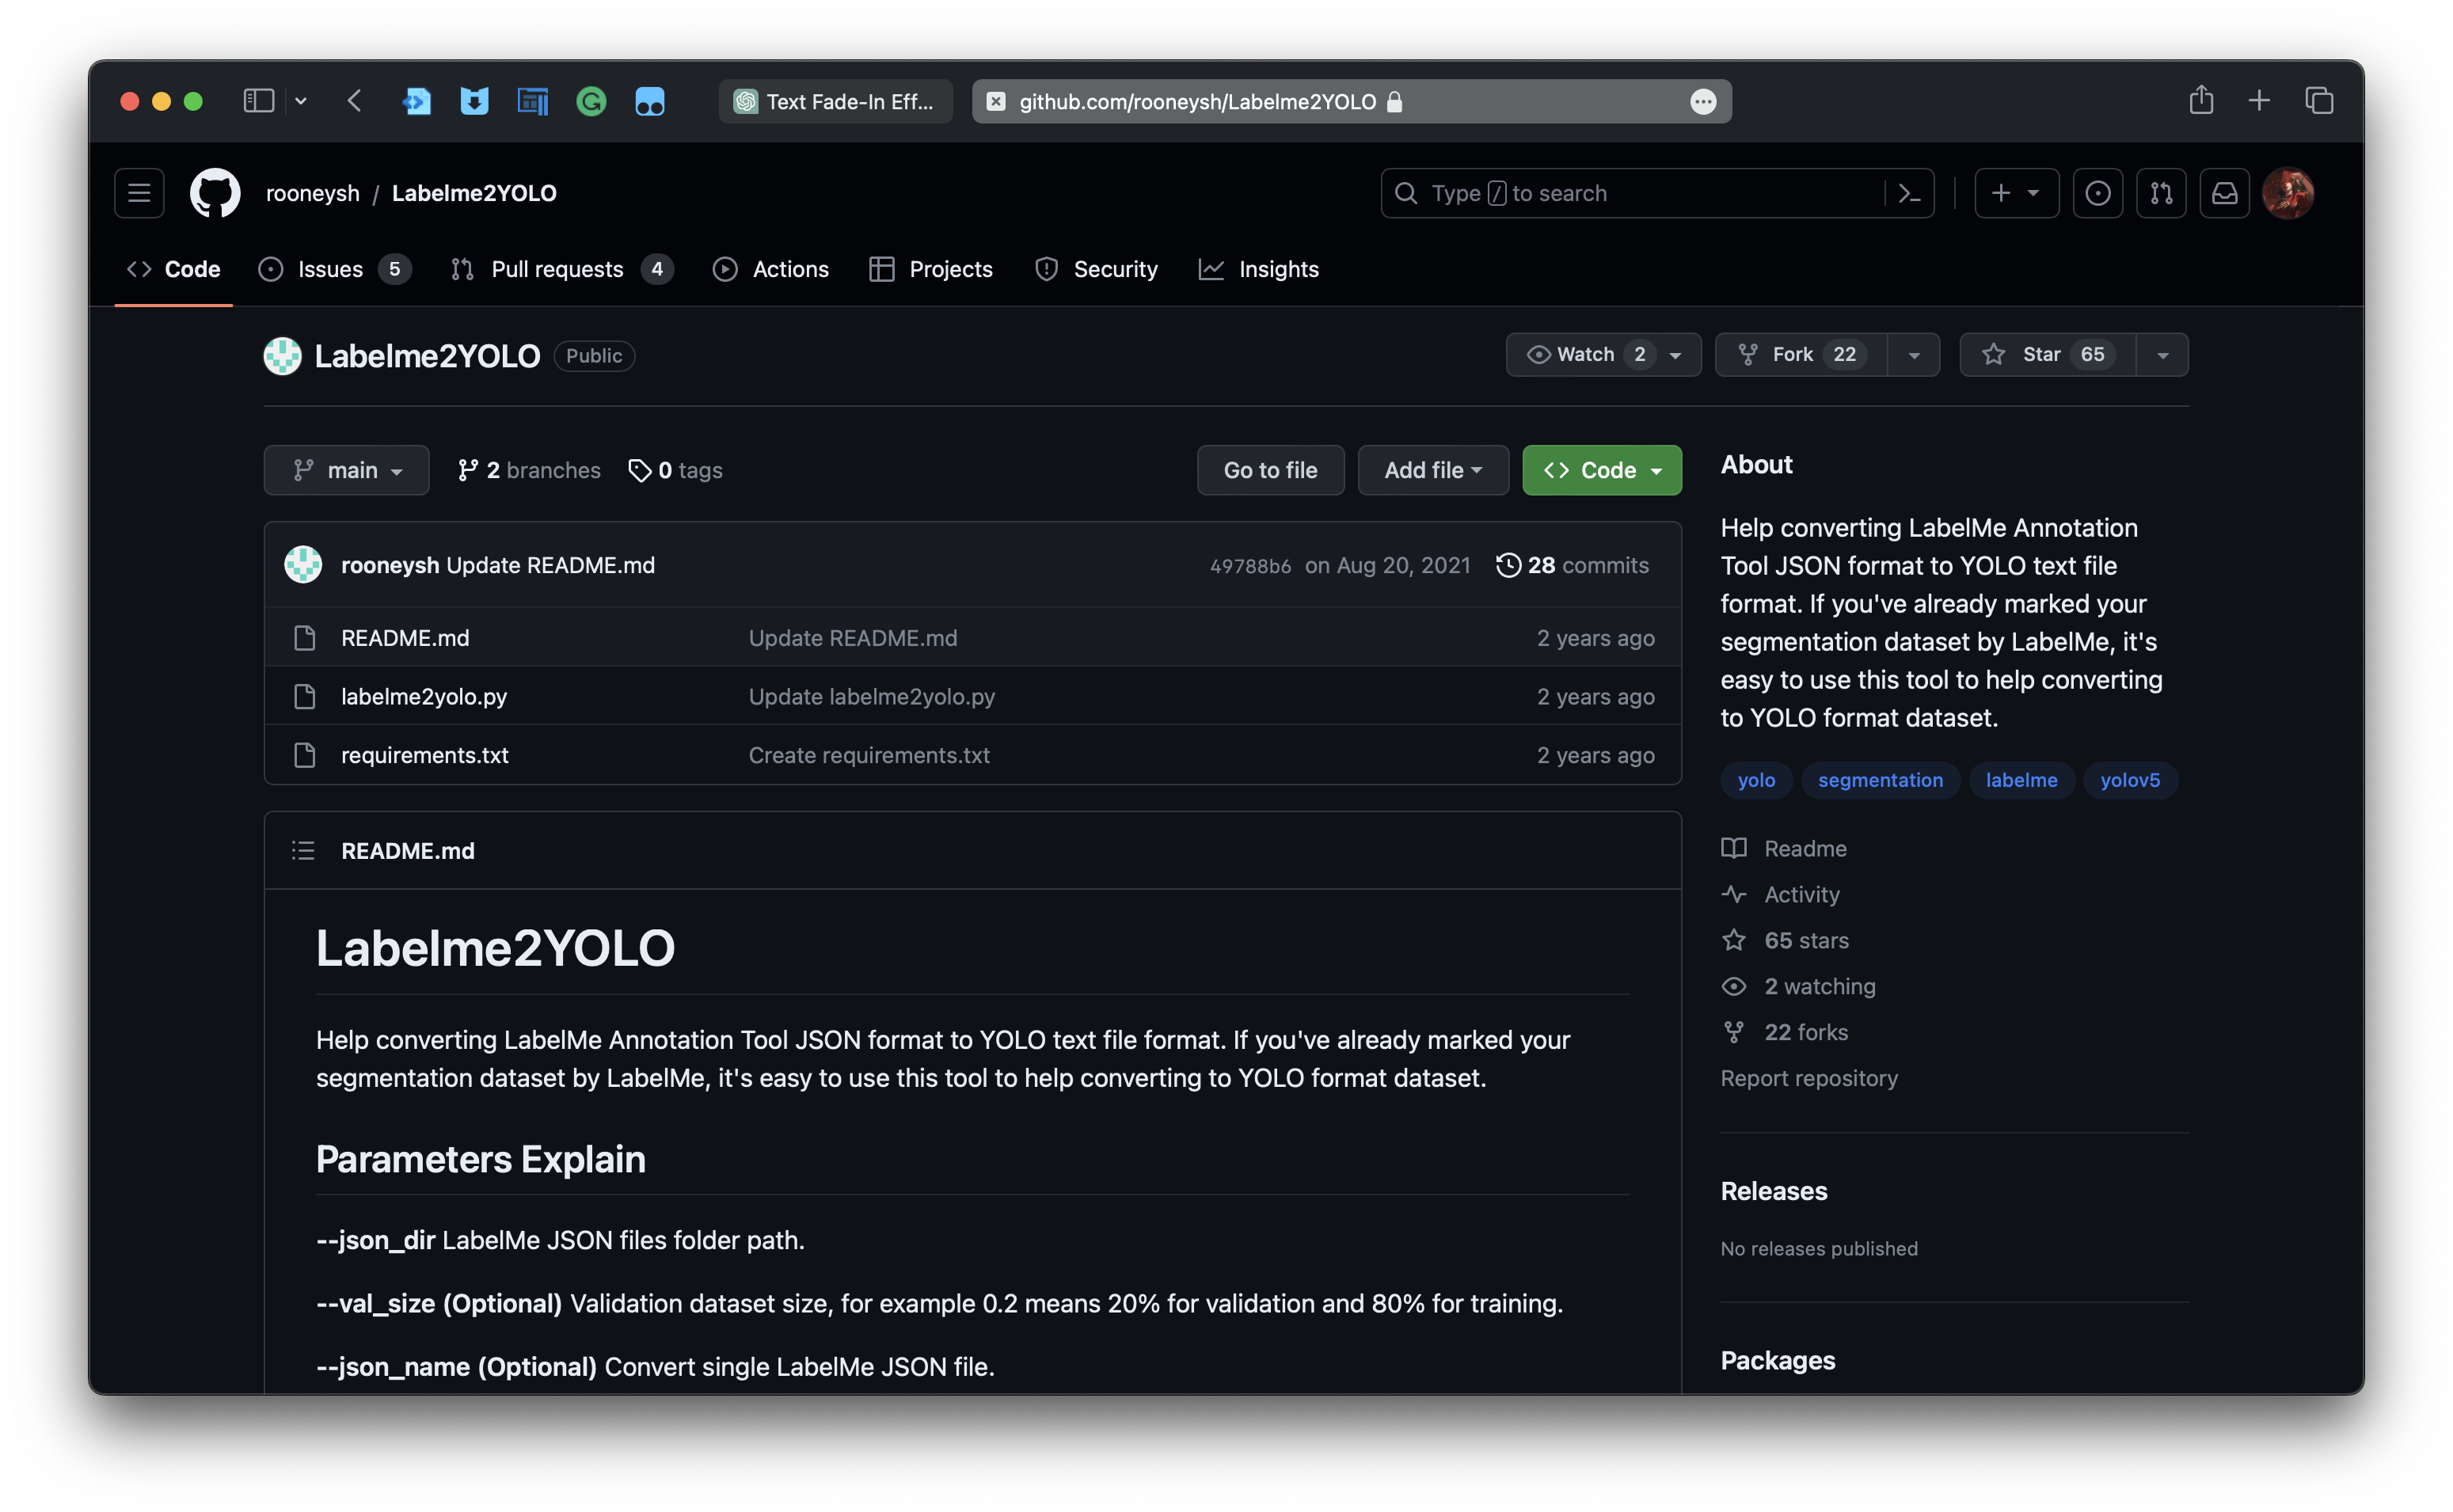 Text Fade-In Eff...
github.com/rooneysh/Labelme2YOLO
rooneysh / Labelme2YOLO
Type / to search
Code
Issues 5
Pull requests 4
Actions
Projects
Security
Insights
Labelme2YOLO Public
Watch 2
Fork 22
Star 65
main
2 branches
0 tags
Go to file
Add file
Code
rooneysh Update README.md
49788b6 on Aug 20, 2021
28 commits
README.md Update README.md 2 years ago
labelme2yolo.py Update labelme2yolo.py 2 years ago
requirements.txt Create requirements.txt 2 years ago
README.md
Labelme2YOLO
Help converting LabelMe Annotation Tool JSON format to YOLO text file format. If you've already marked your
segmentation dataset by LabelMe, it's easy to use this tool to help converting to YOLO format dataset.
Parameters Explain
--json_dir LabelMe JSON files folder path.
--val_size (Optional) Validation dataset size, for example 0.2 means 20% for validation and 80% for training.
--json_name (Optional) Convert single LabelMe JSON file.
About
Help converting LabelMe Annotation
Tool JSON format to YOLO text file
format. If you've already marked your
segmentation dataset by LabelMe, it's
easy to use this tool to help converting
to YOLO format dataset.
yolo segmentation labelme yolov5
Readme
Activity
65 stars
2 watching
22 forks
Report repository
Releases
No releases published
Packages